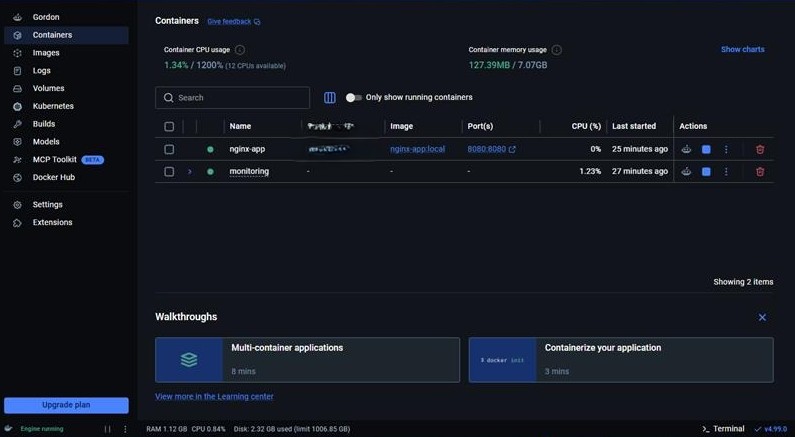 Gordon
Containers
Images
Logs
Volumes
Kubernetes
Builds
Models
MCP Toolkit BETA
Docker Hub
Settings
Extensions
Upgrade plan
Containers Give feedback
Container CPU usage
1.34% / 1200% (12 CPUs available)
Container memory usage
127.39MB / 7.07GB
Show charts
Search
Only show running containers
Name Image Port(s) CPU (%) Last started Actions
nginx-app nginx-app:local 8080:8080 0% 25 minutes ago
monitoring - - - 1.23% 27 minutes ago
Showing 2 items
Walkthroughs
Multi-container applications
8 mins
$ docker init
Containerize your application
3 mins
View more in the Learning center
Engine running
RAM 1.12 GB CPU 0.84% Disk: 2.32 GB used (limit 1006.85 GB)
Terminal
v4.99.0